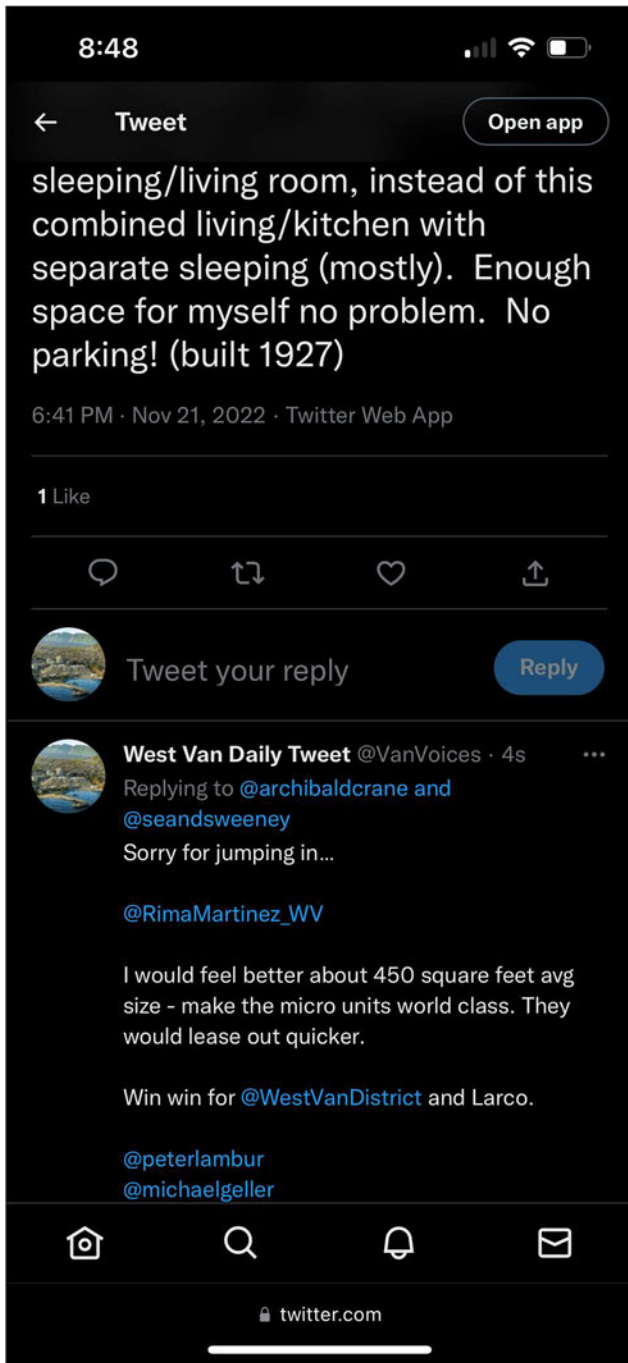 8:48
Tweet
Open app
sleeping/living room, instead of this
combined living/kitchen with
separate sleeping (mostly).  Enough
space for myself no problem.  No
parking! (built 1927)
6:41 PM · Nov 21, 2022 · Twitter Web App
1 Like
Tweet your reply
Reply
West Van Daily Tweet @VanVoices · 4s
Replying to @archibaldcrane and
@seandsweeney
Sorry for jumping in...
@RimaMartinez_WV
I would feel better about 450 square feet avg
size - make the micro units world class. They
would lease out quicker.
Win win for @WestVanDistrict and Larco.
@peterlambur
@michaelgeller
twitter.com